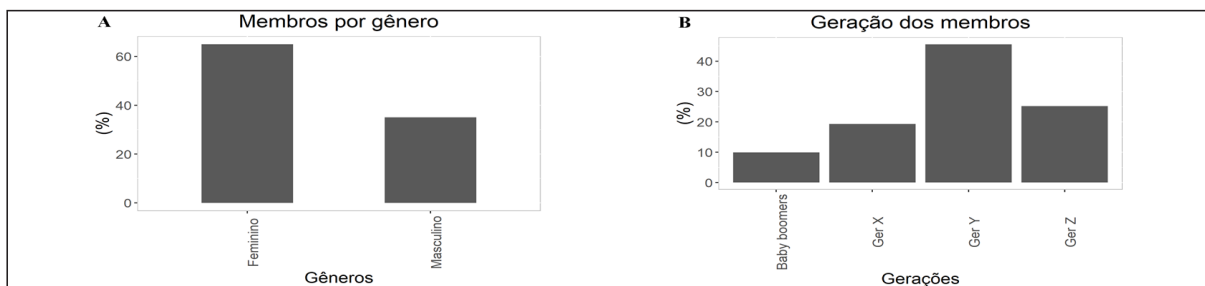 A
Membros por gênero
(%)
60
40
20
0
Feminino
Masculino
Gêneros
B
Geração dos membros
(%)
40
30
20
10
0
Baby boomers
Ger X
Ger Y
Ger Z
Gerações